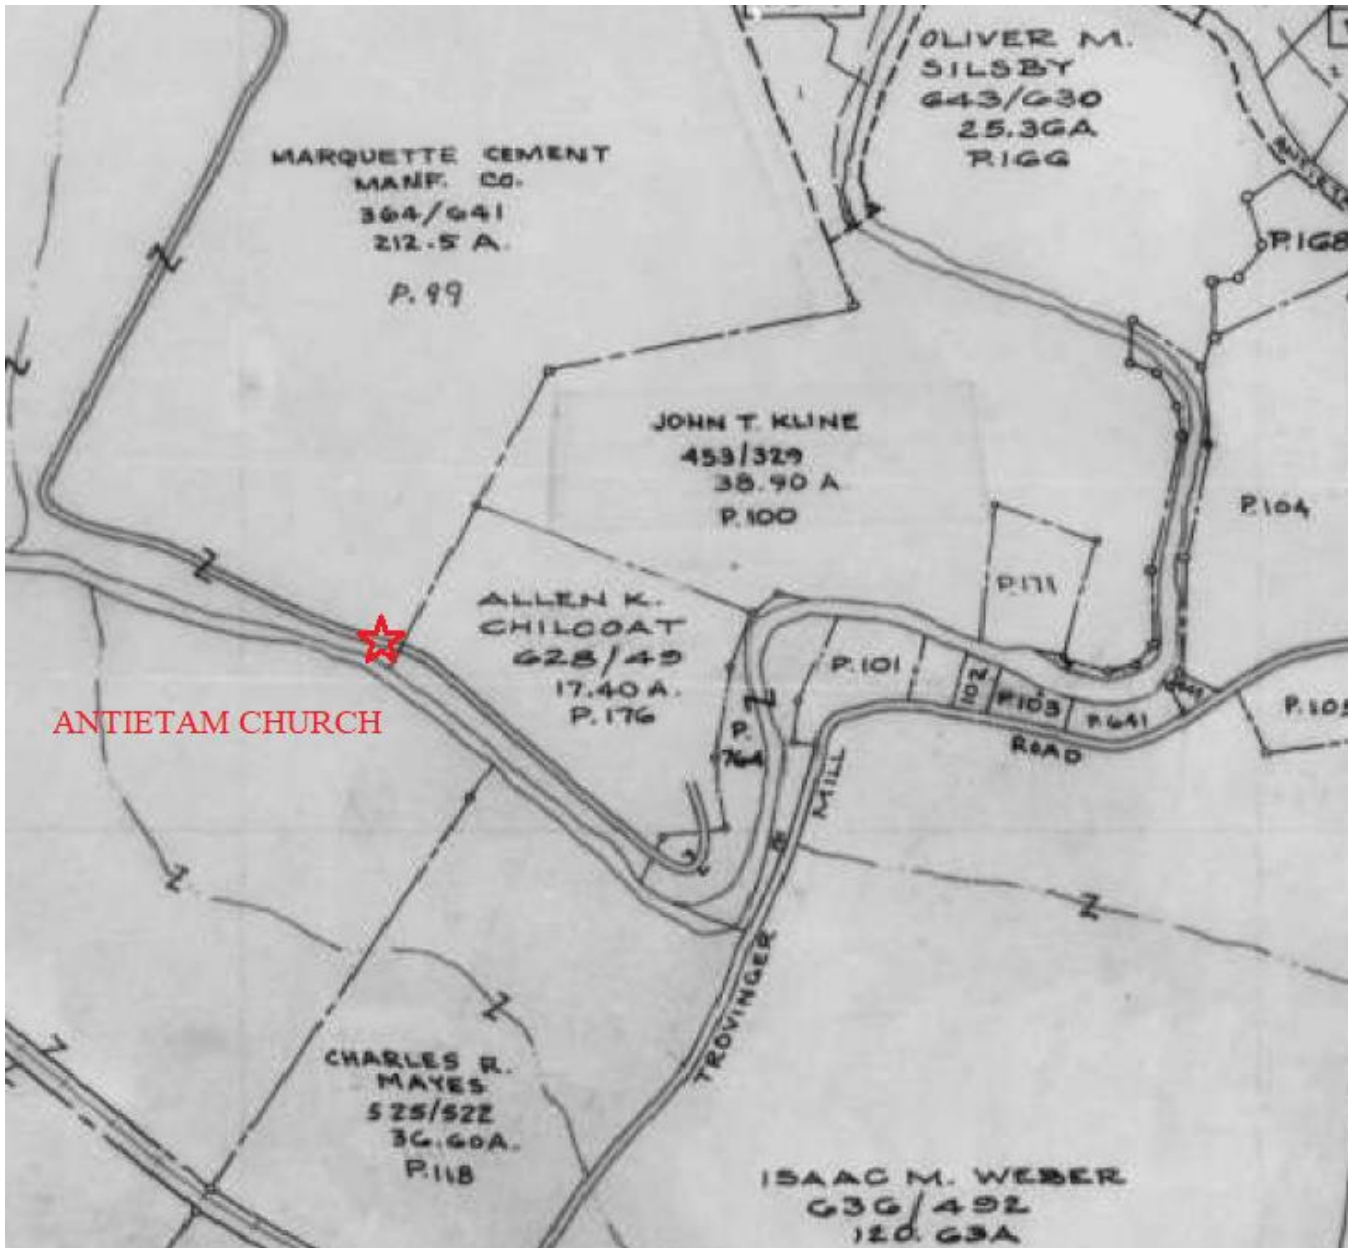 OLIVER M.
SILSBY
643/630
25.36A
P.166
MARQUETTE CEMENT
MANF. CO.
364/641
212.5 A.
P. 99
P.168
JOHN T. KLINE
453/329
38.90 A
P.100
P.104
P.171
ALLEN K.
CHILCOAT
628/49
17.40 A.
P.176
ANTIETAM CHURCH
P.101
102
P.103
P.641
P.105
P.
764
TROVINGER MILL ROAD
CHARLES R.
MAYES
525/522
36.60A.
P.118
ISAAC M. WEBER
636/492
120.63A